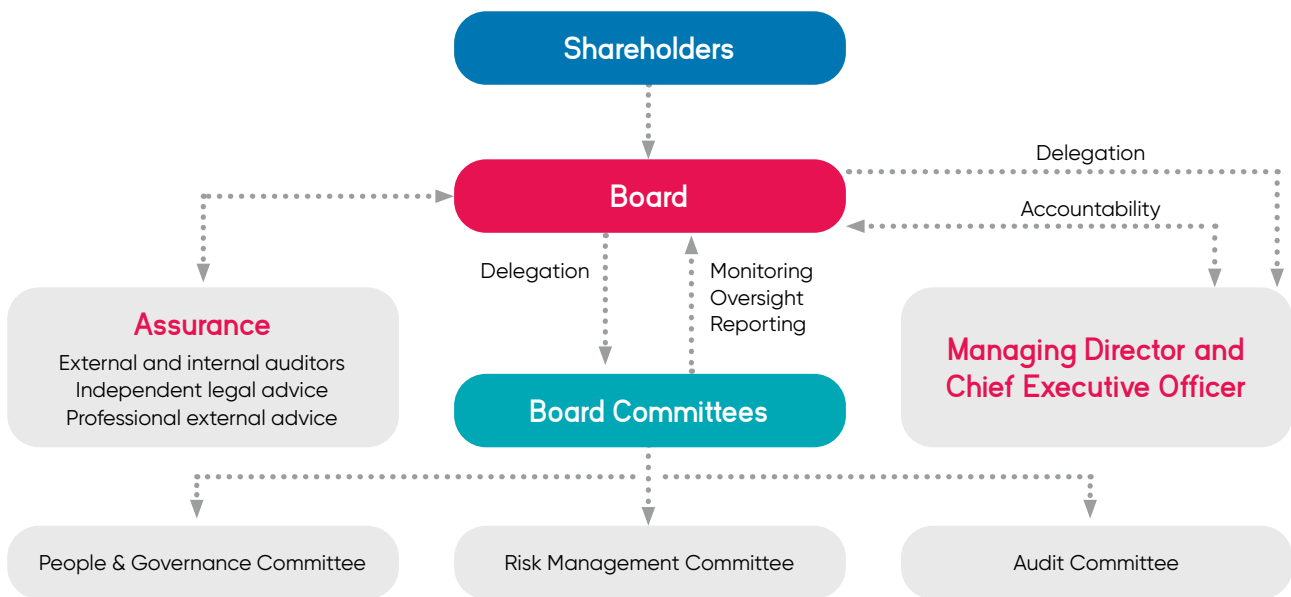 Shareholders
Delegation
Board
Accountability
Delegation
Monitoring
Oversight
Reporting
Assurance
External and internal auditors
Independent legal advice
Professional external advice
Managing Director and
Chief Executive Officer
Board Committees
People & Governance Committee
Risk Management Committee
Audit Committee